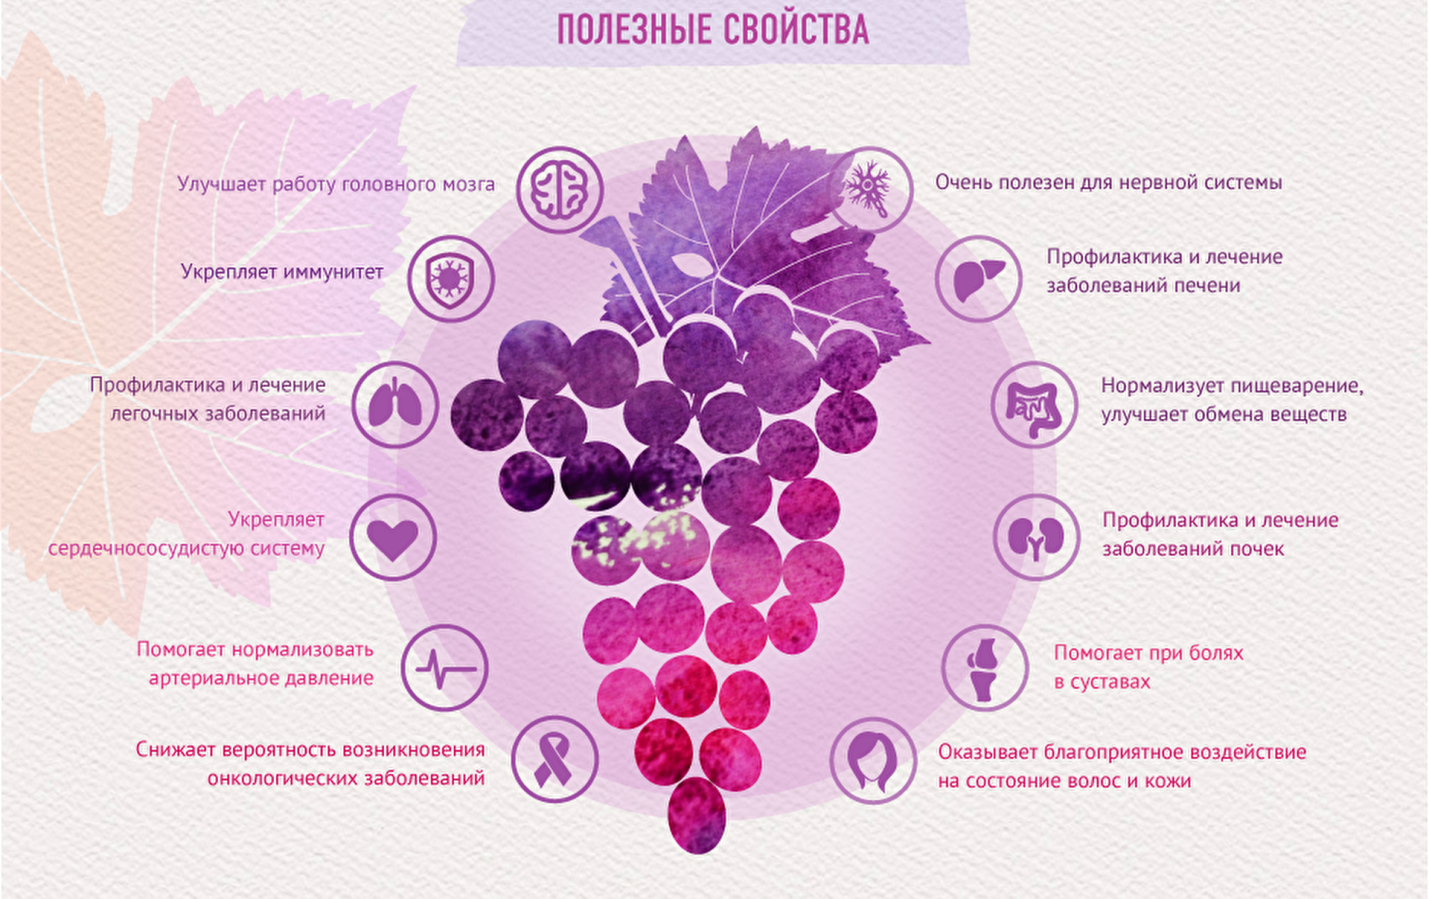 ПОЛЕЗНЫЕ СВОЙСТВА
Улучшает работу головного мозга
Укрепляет иммунитет
Профилактика и лечение
легочных заболеваний
Укрепляет
сердечнососудистую систему
Помогает нормализовать
артериальное давление
Снижает вероятность возникновения
онкологических заболеваний
Очень полезен для нервной системы
Профилактика и лечение
заболеваний печени
Нормализует пищеварение,
улучшает обмена веществ
Профилактика и лечение
заболеваний почек
Помогает при болях
в суставах
Оказывает благоприятное воздействие
на состояние волос и кожи